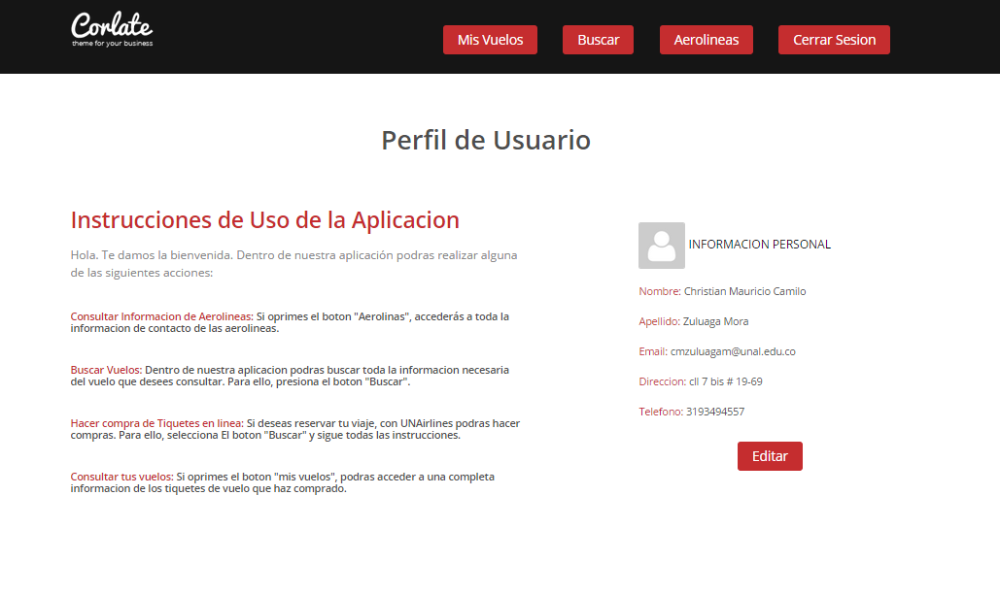 Corlate
theme for your business
Mis Vuelos
Buscar
Aerolineas
Cerrar Sesion
Perfil de Usuario
Instrucciones de Uso de la Aplicacion
Hola. Te damos la bienvenida. Dentro de nuestra aplicación podras realizar alguna
de las siguientes acciones:
Consultar Informacion de Aerolineas: Si oprimes el boton "Aerolinas", accederás a toda la
informacion de contacto de las aerolineas.
Buscar Vuelos: Dentro de nuestra aplicacion podras buscar toda la informacion necesaria
del vuelo que desees consultar. Para ello, presiona el boton "Buscar".
Hacer compra de Tiquetes en linea: Si deseas reservar tu viaje, con UNAirlines podras hacer
compras. Para ello, selecciona El boton "Buscar" y sigue todas las instrucciones.
Consultar tus vuelos: Si oprimes el boton "mis vuelos", podras acceder a una completa
informacion de los tiquetes de vuelo que haz comprado.
INFORMACION PERSONAL
Nombre: Christian Mauricio Camilo
Apellido: Zuluaga Mora
Email: cmzuluagam@unal.edu.co
Direccion: cll 7 bis # 19-69
Telefono: 3193494557
Editar